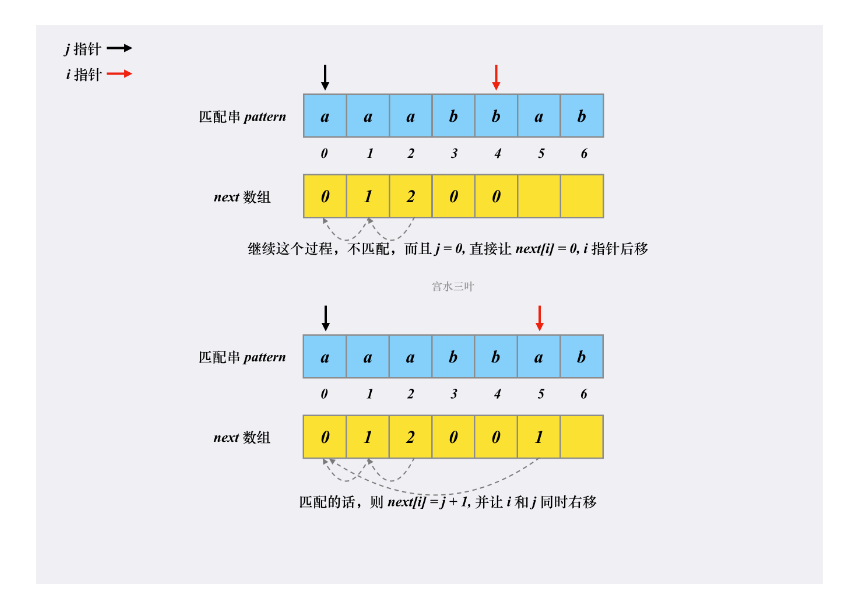 j 指针
i 指针
匹配串 pattern a a a b b a b
0 1 2 3 4 5 6
next 数组 0 1 2 0 0
继续这个过程，不匹配，而且 j = 0, 直接让 next[i] = 0, i 指针后移
宫水三叶
匹配串 pattern a a a b b a b
0 1 2 3 4 5 6
next 数组 0 1 2 0 0 1
匹配的话，则 next[i] = j + 1, 并让 i 和 j 同时右移